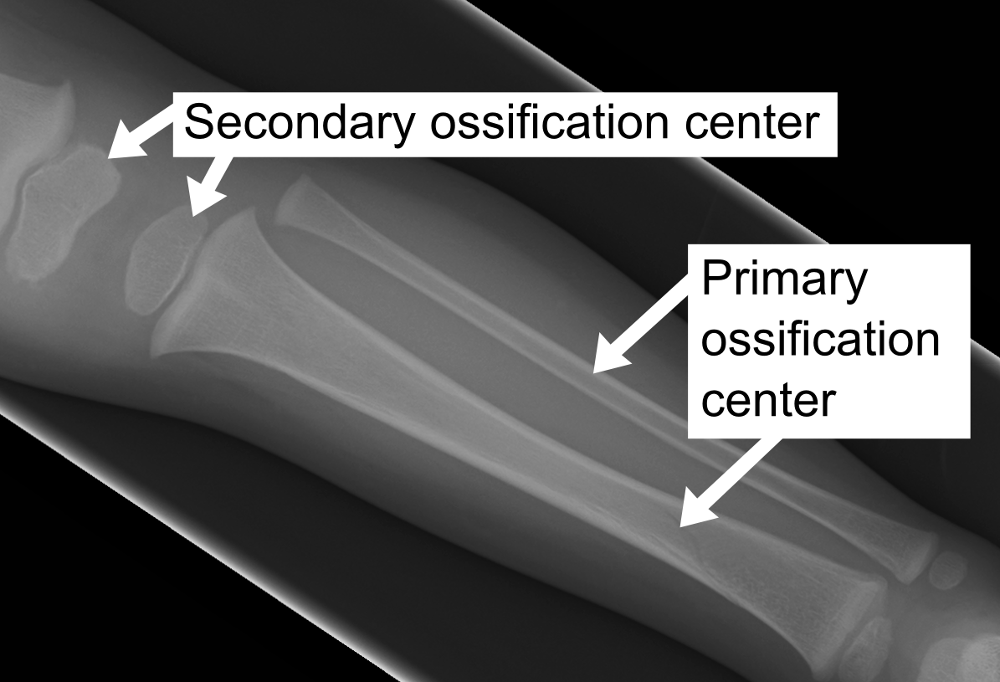 Secondary ossification center
Primary
ossification
center